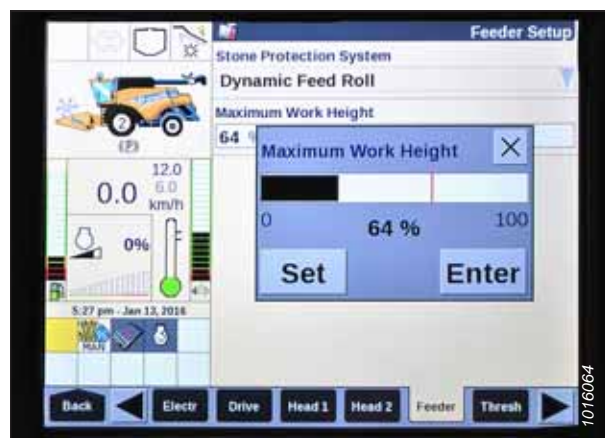 Feeder Setup
Stone Protection System
Dynamic Feed Roll
Maximum Work Height
64 %
Maximum Work Height
0
64 %
100
Set
Enter
2
(P)
12.0
6.0
0.0
km/h
F
0%
5:27 pm - Jan 13, 2016
MAN
Back
Electr
Drive
Head 1
Head 2
Feeder
Thresh
1016064